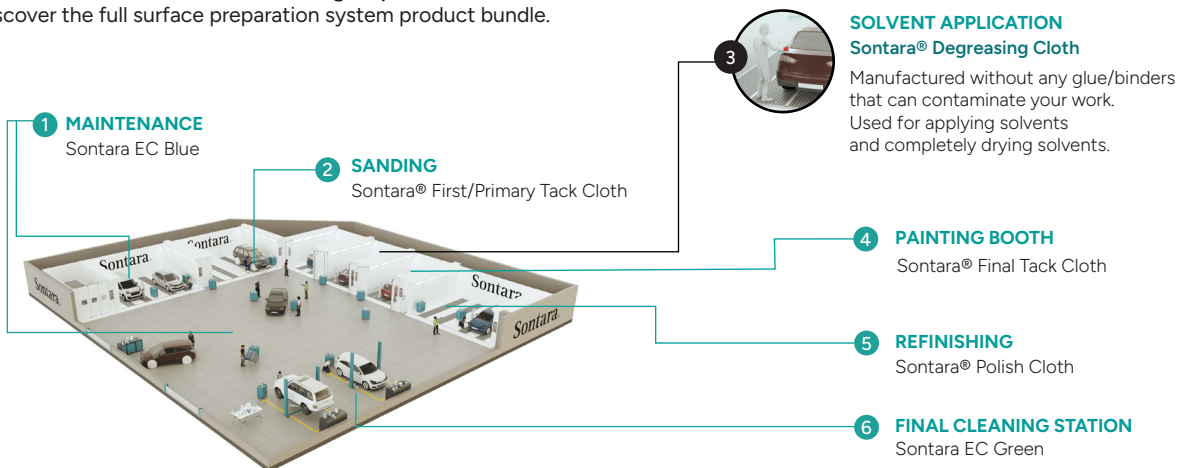 scover the full surface preparation system product bundle.
SOLVENT APPLICATION
Sontara® Degreasing Cloth
3
Manufactured without any glue/binders
that can contaminate your work.
Used for applying solvents
and completely drying solvents.
1 MAINTENANCE
Sontara EC Blue
2 SANDING
Sontara® First/Primary Tack Cloth
4 PAINTING BOOTH
Sontara® Final Tack Cloth
5 REFINISHING
Sontara® Polish Cloth
6 FINAL CLEANING STATION
Sontara EC Green
Sontara
Sontara
Sontara
Sontara
Sontara